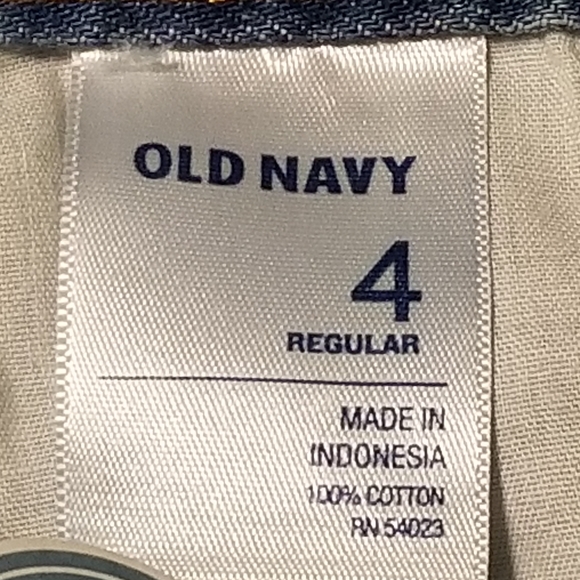 OLD NAVY
4
REGULAR
MADE IN
INDONESIA
100% COTTON
RN 54023